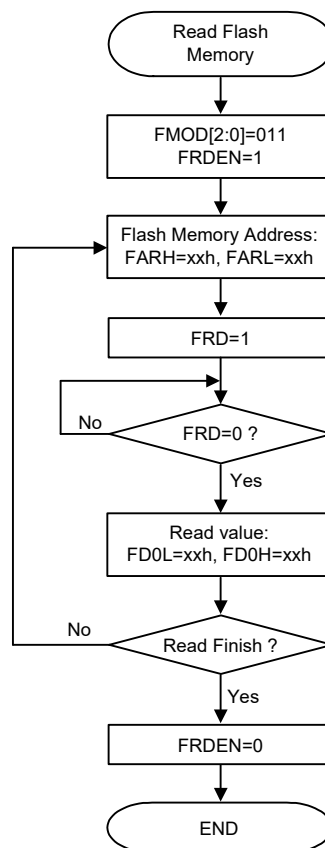 Read Flash
Memory
FMOD[2:0]=011
FRDEN=1
Flash Memory Address:
FARH=xxh, FARL=xxh
FRD=1
No
FRD=0 ?
Yes
Read value:
FD0L=xxh, FD0H=xxh
No
Read Finish ?
Yes
FRDEN=0
END